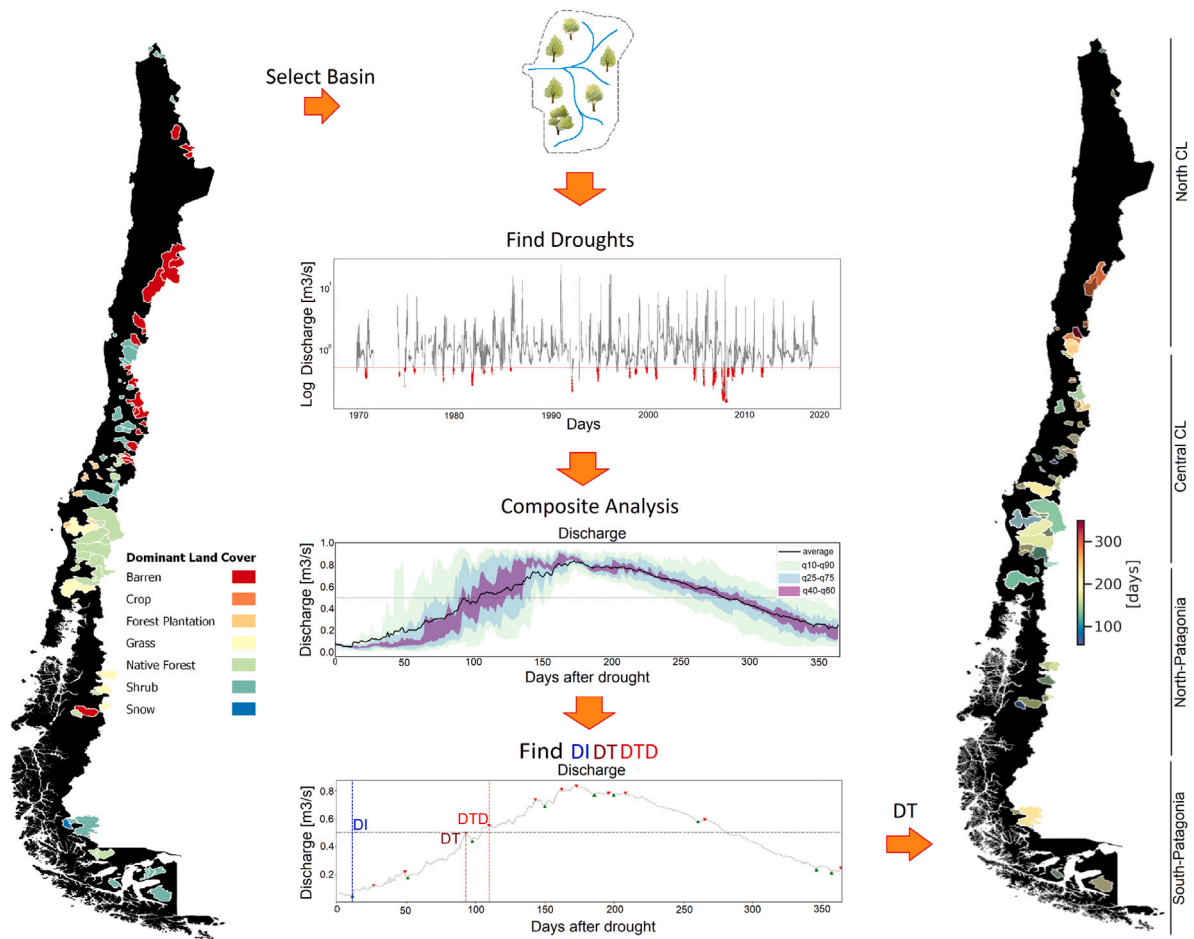 Select Basin
Find Droughts
Log Discharge [m3/s]
10¹
10⁰
1970
1981
1990
2000
2010
2020
Days
Composite Analysis
Discharge
Discharge [m3/s]
1.0
0.8
0.6
0.4
0.2
0.0
average
q10-q90
q25-q75
q40-q60
0
50
100
150
200
250
300
350
Days after drought
Find DI DT DTD
Discharge
Discharge [m3/s]
0.8
0.6
0.4
0.2
DI
DT
DTD
0
50
100
150
200
250
300
350
Days after drought
Dominant Land Cover
Barren
Crop
Forest Plantation
Grass
Native Forest
Shrub
Snow
DT
300
200
100
[days]
North CL
Central CL
North-Patagonia
South-Patagonia